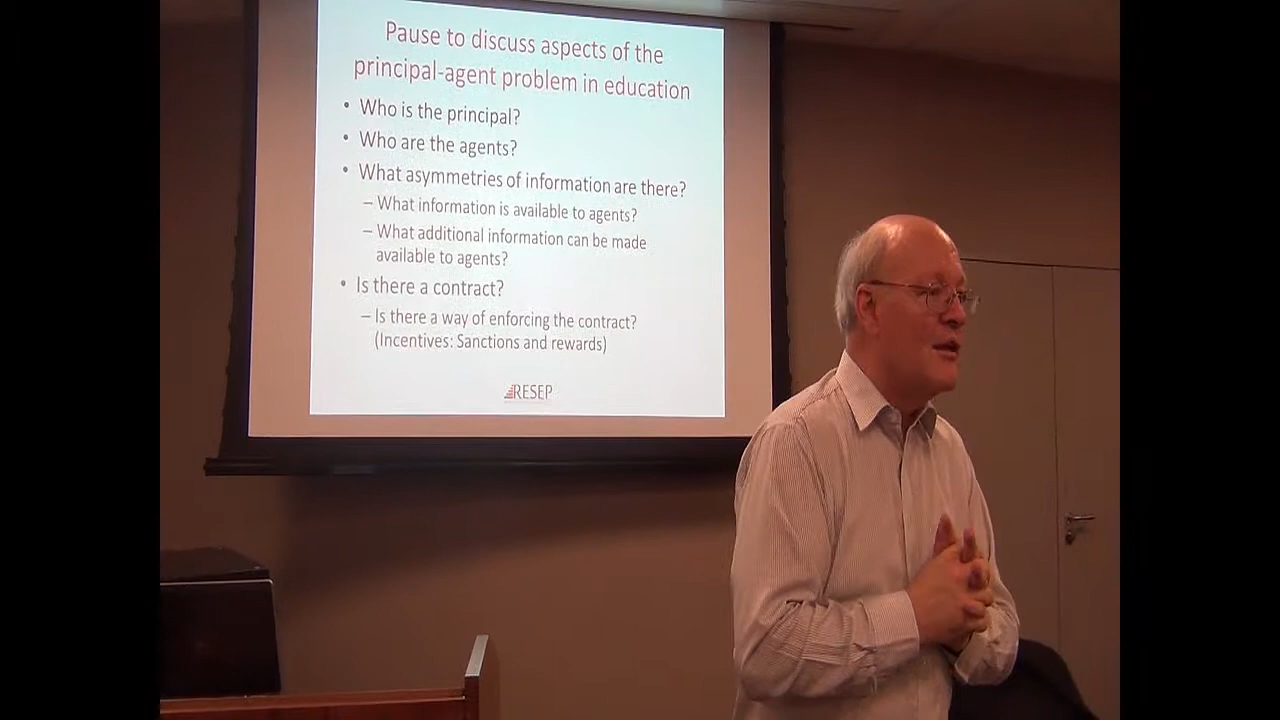 Pause to discuss aspects of the
principal-agent problem in education
• Who is the principal?
• Who are the agents?
• What asymmetries of information are there?
– What information is available to agents?
– What additional information can be made
available to agents?
• Is there a contract?
– Is there a way of enforcing the contract?
(Incentives: Sanctions and rewards)
RESEP